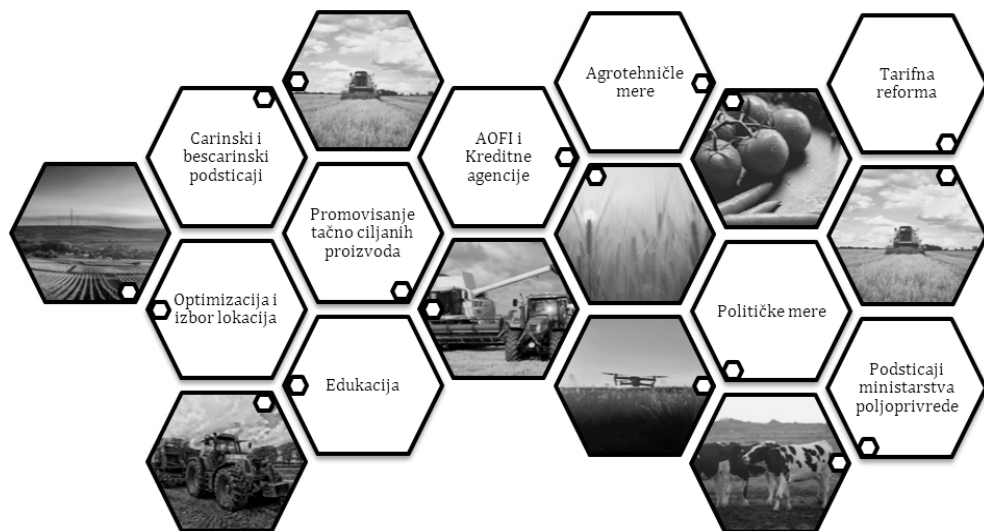 Carinski i
bescarinski
podsticaji
Optimizacija i
izbor lokacija
Promovisanje
tačno ciljanih
proizvoda
Edukacija
AOFI i
Kreditne
agencije
Agrotehničle
mere
Političke mere
Tarifna
reforma
Podsticaji
ministarstva
poljoprivrede